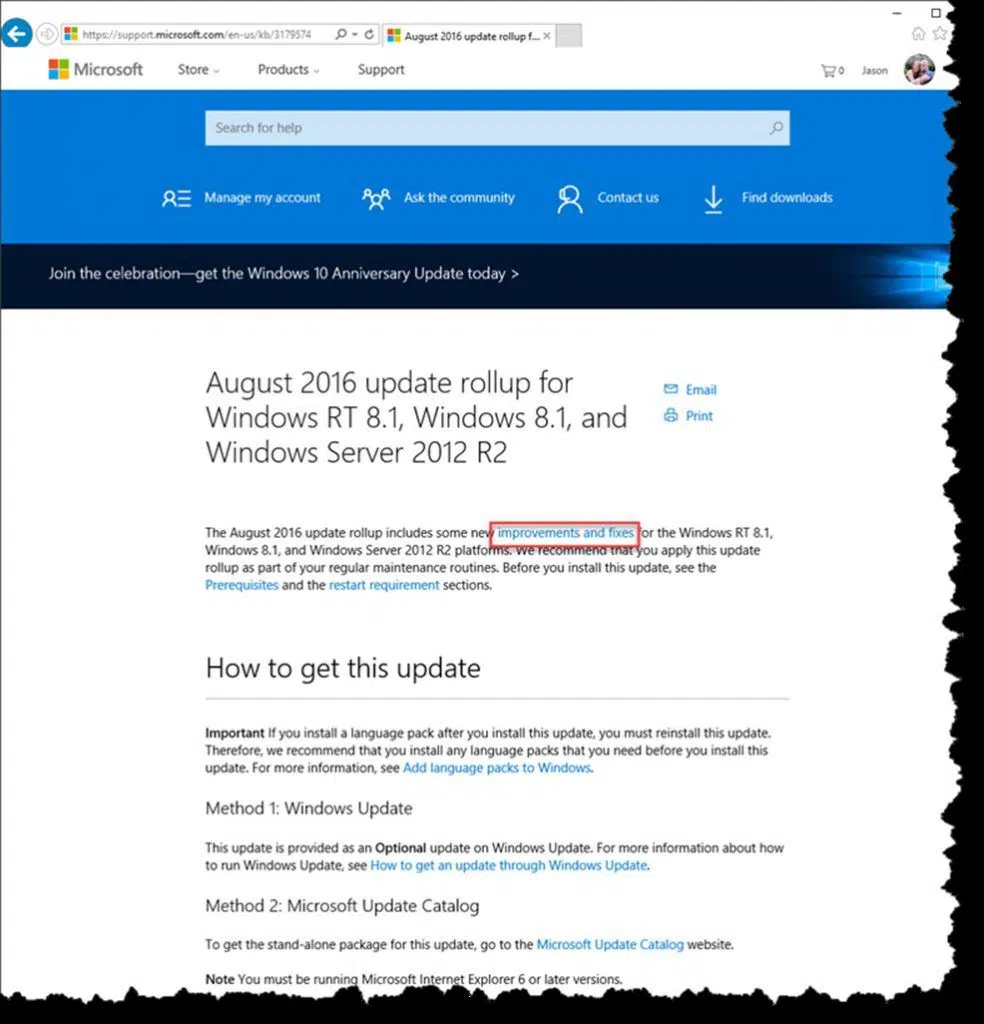 https://support.microsoft.com/en-us/kb/3179574
August 2016 update rollup f...
Microsoft
Store
Products
Support
0
Jason
Search for help
Manage my account
Ask the community
Contact us
Find downloads
Join the celebration—get the Windows 10 Anniversary Update today >
August 2016 update rollup for
Windows RT 8.1, Windows 8.1, and
Windows Server 2012 R2
Email
Print
The August 2016 update rollup includes some new improvements and fixes for the Windows RT 8.1,
Windows 8.1, and Windows Server 2012 R2 platforms. We recommend that you apply this update
rollup as part of your regular maintenance routines. Before you install this update, see the
Prerequisites and the restart requirement sections.
How to get this update
Important If you install a language pack after you install this update, you must reinstall this update.
Therefore, we recommend that you install any language packs that you need before you install this
update. For more information, see Add language packs to Windows.
Method 1: Windows Update
This update is provided as an Optional update on Windows Update. For more information about how
to run Windows Update, see How to get an update through Windows Update.
Method 2: Microsoft Update Catalog
To get the stand-alone package for this update, go to the Microsoft Update Catalog website.
Note You must be running Microsoft Internet Explorer 6 or later versions.